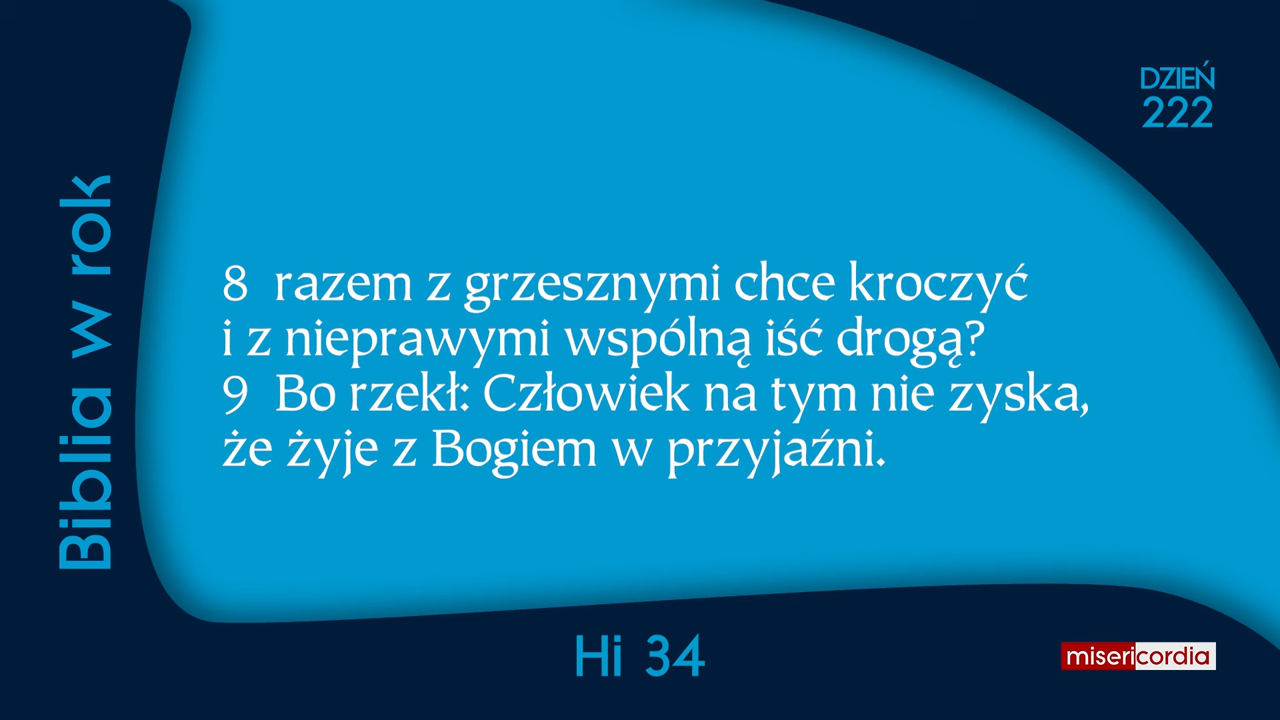 DZIEŃ
222
Biblia w rok
8 razem z grzesznymi chce kroczyć
i z nieprawymi wspólną iść drogą?
9 Bo rzekł: Człowiek na tym nie zyska,
że żyje z Bogiem w przyjaźni.
Hi 34
misericordia